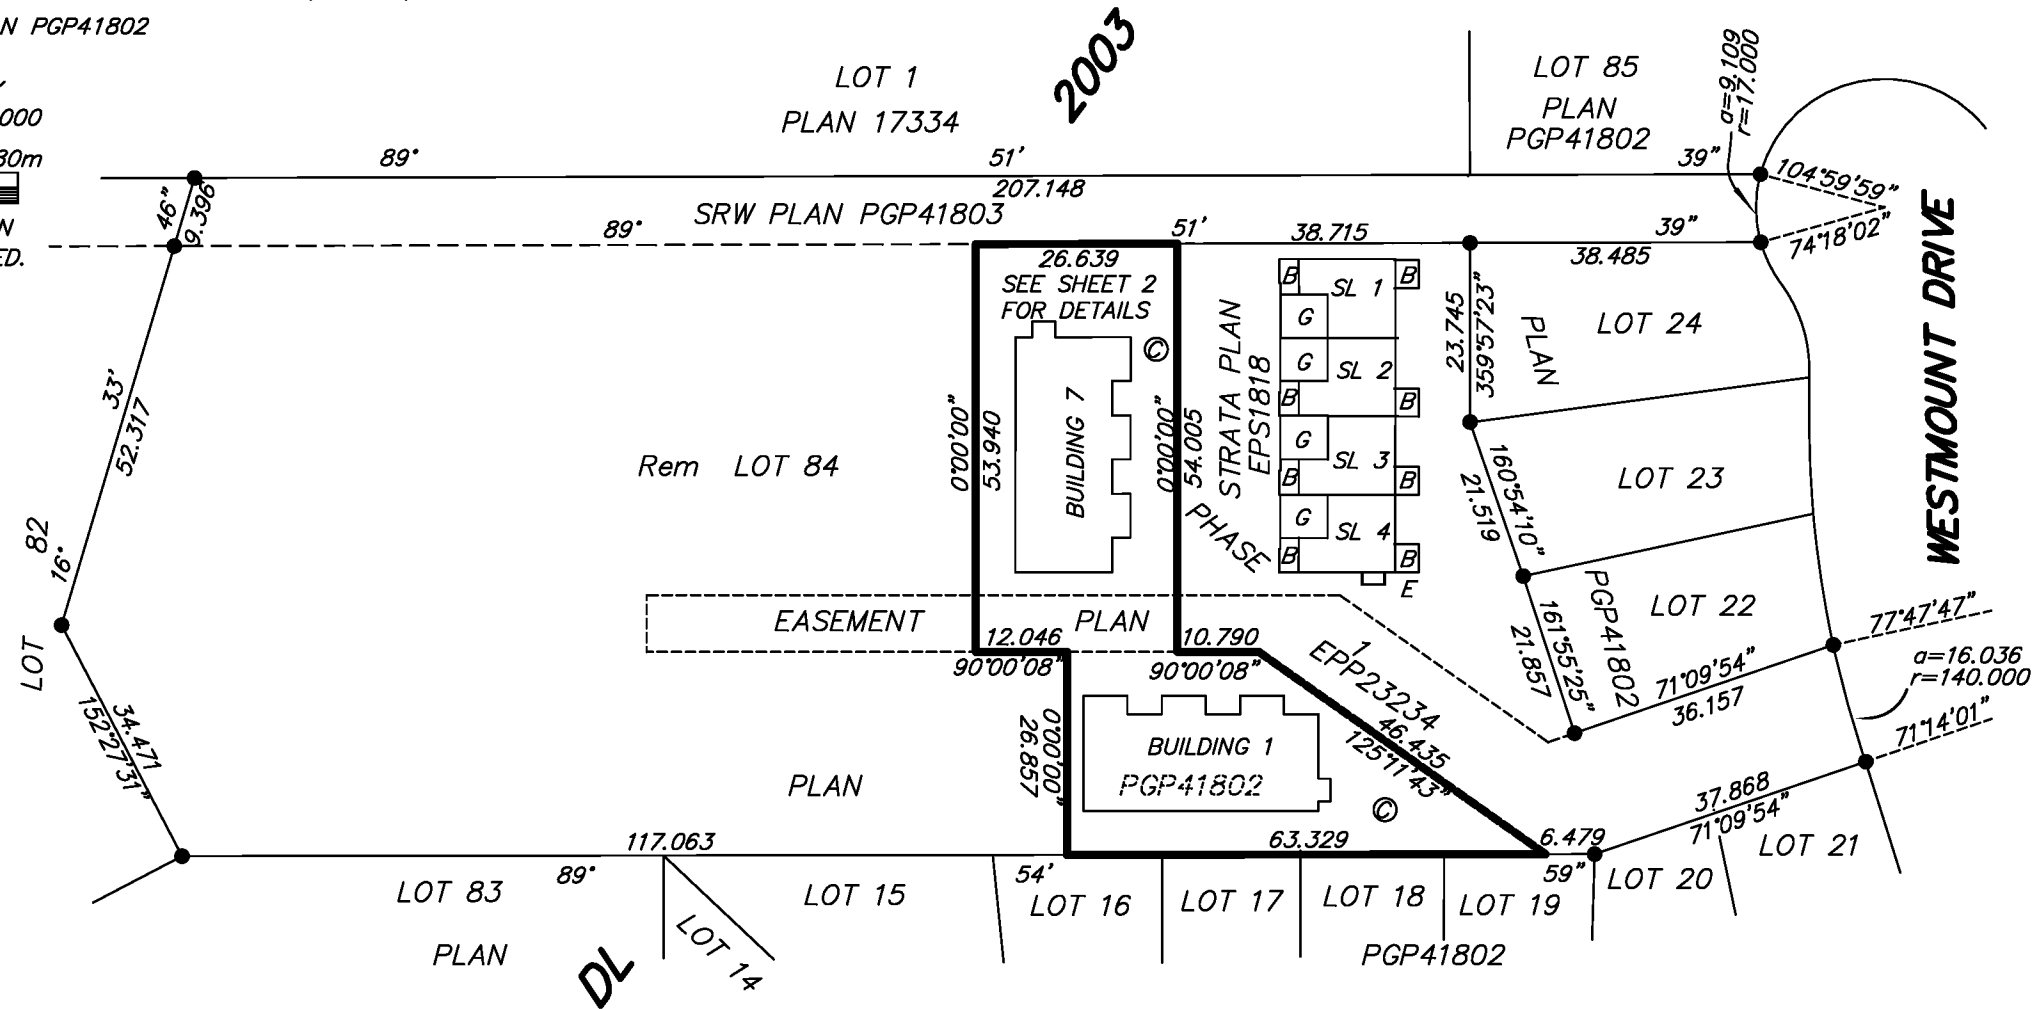 N PGP41802
000
30m
N
ED.
2003
LOT 1
PLAN 17334
LOT 85
PLAN
PGP41802
a=9.109
r=17.000
89°
51'
39"
207.148
104°59'59"
46"
9.396
SRW PLAN PGP41803
89°
51'
38.715
39"
38.485
74°18'02"
WESTMOUNT DRIVE
26.639
SEE SHEET 2
FOR DETAILS
©
BUILDING 7
0°00'00"
53.940
0°00'00"
54.005
STRATA PLAN
EPS1818
PHASE
1
B
SL 1
B
G
G
SL 2
B
B
G
SL 3
B
B
G
SL 4
B
B
E
23.745
359°57'23"
PLAN
LOT 24
33'
52.317
Rem LOT 84
160°54'10"
21.519
LOT 23
LOT 82
16°
PGP41802
LOT 22
161°55'25"
21.857
77°47'47"
a=16.036
r=140.000
71°09'54"
36.157
71°14'01"
EASEMENT PLAN
EPP23234
12.046
90°00'08"
10.790
90°00'08"
34.471
152°27'31"
0°00'00"
26.857
BUILDING 1
PGP41802
46.435
125°11'43"
©
PLAN
37.868
71°09'54"
117.063
63.329
6.479
89°
54'
59"
LOT 83
LOT 15
LOT 16
LOT 17
LOT 18
LOT 19
LOT 20
LOT 21
LOT 14
PLAN
PGP41802
DL